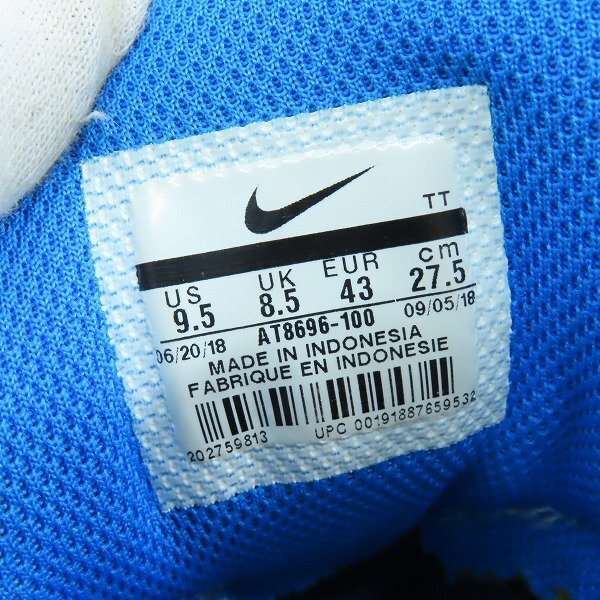 TT
US UK EUR cm
9.5 8.5 43 27.5
06/20/18 AT8696-100 09/05/18
MADE IN INDONESIA
FABRIQUE EN INDONESIE
202759813 UPC 00191887659532